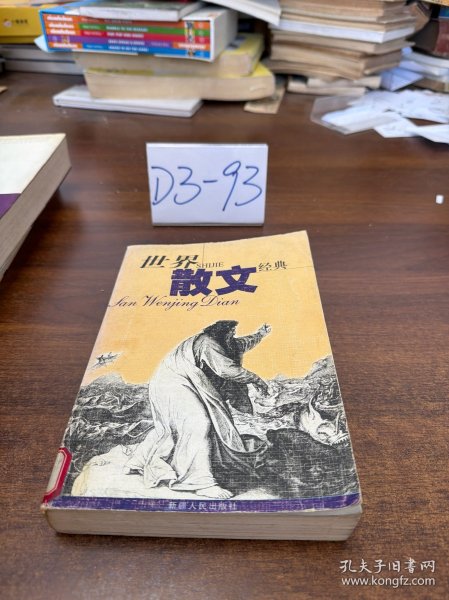 D3-93
世界
SHIJIE
散文 经典
San Wenjing Dian
新疆人民出版社
孔夫子旧书网
www.kongfz.com